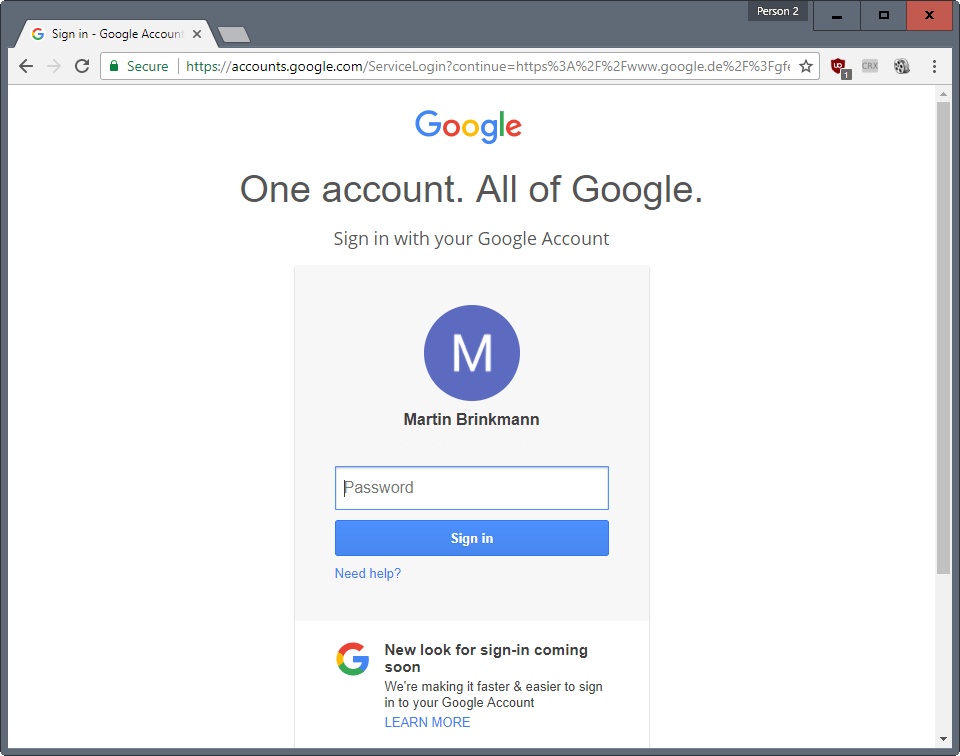 Person 2
Sign in - Google Account
Secure
https://accounts.google.com/ServiceLogin?continue=https%3A%2F%2Fwww.google.de%2F%3Fgfe
1
CRX
Google
One account. All of Google.
Sign in with your Google Account
M
Martin Brinkmann
Password
Sign in
Need help?
G
New look for sign-in coming
soon
We're making it faster & easier to sign
in to your Google Account
LEARN MORE